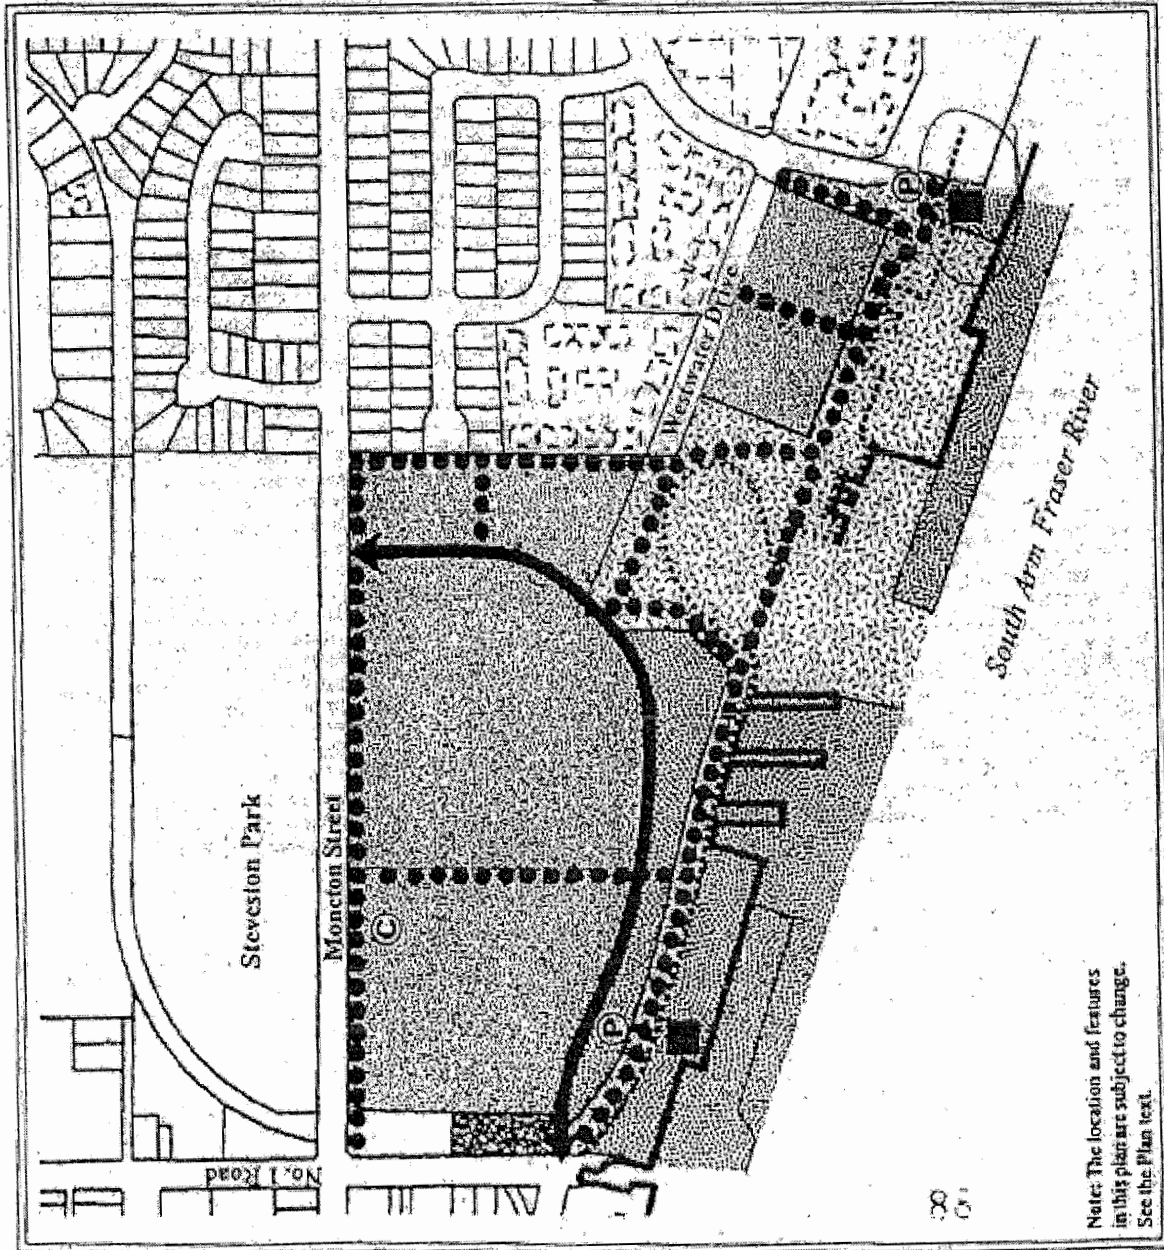 Steveston Park
Moncton Street
No. 1 Road
Westwater Drive
C
P
P
South Arm Fraser River
Note: The location and features
in this plan are subject to change.
See the Plan text.
86